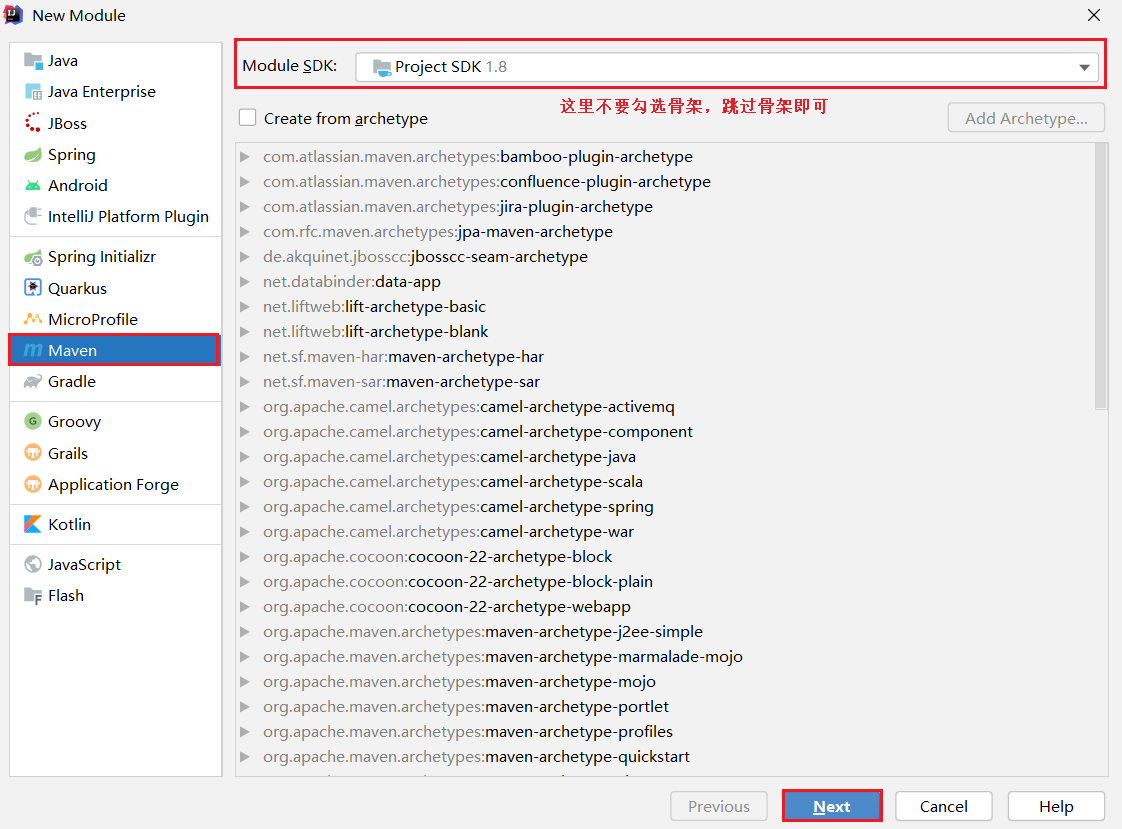 New Module
Java
Java Enterprise
JBoss
Spring
Android
IntelliJ Platform Plugin
Spring Initializr
Quarkus
MicroProfile
Maven
Gradle
Groovy
Grails
Application Forge
Kotlin
JavaScript
Flash
Module SDK: Project SDK 1.8
这里不要勾选骨架，跳过骨架即可
Create from archetype
Add Archetype...
com.atlassian.maven.archetypes:bamboo-plugin-archetype
com.atlassian.maven.archetypes:confluence-plugin-archetype
com.atlassian.maven.archetypes:jira-plugin-archetype
com.rfc.maven.archetypes:jpa-maven-archetype
de.akquinet.jbosscc:jbosscc-seam-archetype
net.databinder:data-app
net.liftweb:lift-archetype-basic
net.liftweb:lift-archetype-blank
net.sf.maven-har:maven-archetype-har
net.sf.maven-sar:maven-archetype-sar
org.apache.camel.archetypes:camel-archetype-activemq
org.apache.camel.archetypes:camel-archetype-component
org.apache.camel.archetypes:camel-archetype-java
org.apache.camel.archetypes:camel-archetype-scala
org.apache.camel.archetypes:camel-archetype-spring
org.apache.camel.archetypes:camel-archetype-war
org.apache.cocoon:cocoon-22-archetype-block
org.apache.cocoon:cocoon-22-archetype-block-plain
org.apache.cocoon:cocoon-22-archetype-webapp
org.apache.maven.archetypes:maven-archetype-j2ee-simple
org.apache.maven.archetypes:maven-archetype-marmalade-mojo
org.apache.maven.archetypes:maven-archetype-mojo
org.apache.maven.archetypes:maven-archetype-portlet
org.apache.maven.archetypes:maven-archetype-profiles
org.apache.maven.archetypes:maven-archetype-quickstart
Previous
Next
Cancel
Help